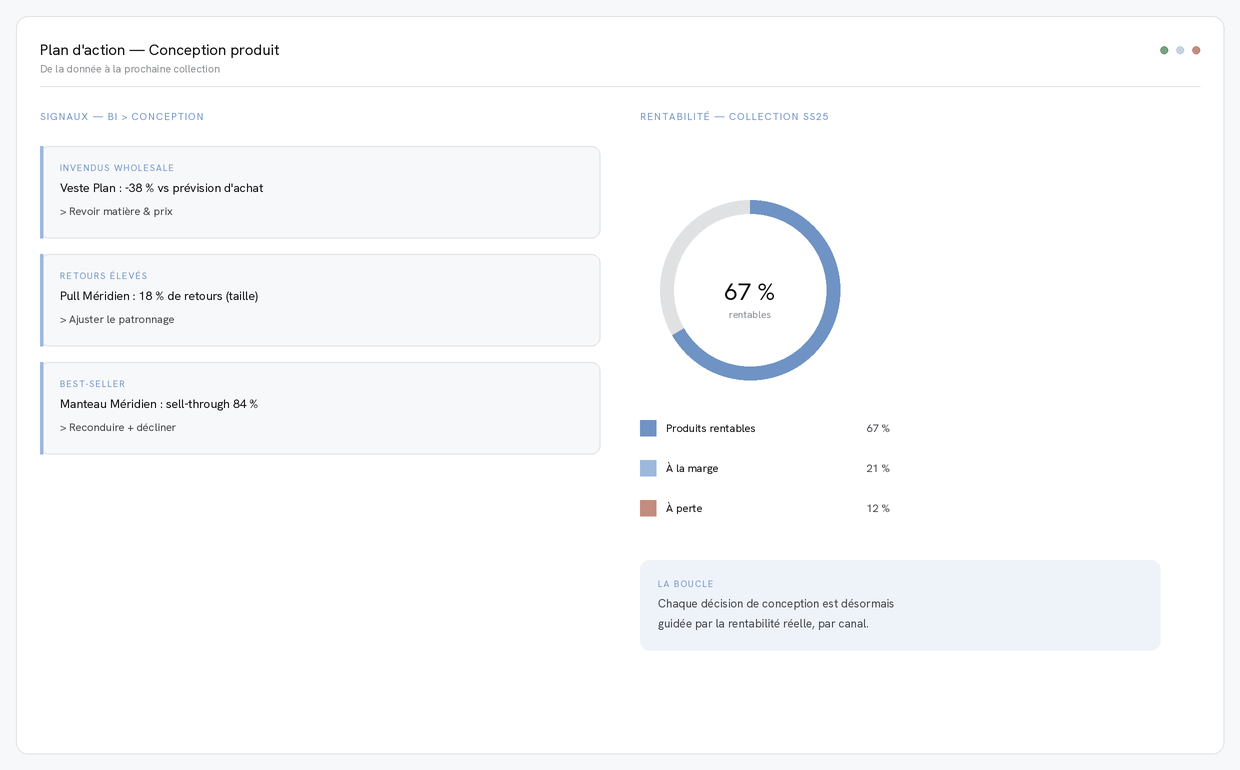 Plan d'action — Conception produit
De la donnée à la prochaine collection
SIGNAUX — BI > CONCEPTION
INVENDUS WHOLESALE
Veste Plan : -38 % vs prévision d'achat
> Revoir matière & prix
RETOURS ÉLEVÉS
Pull Méridien : 18 % de retours (taille)
> Ajuster le patronnage
BEST-SELLER
Manteau Méridien : sell-through 84 %
> Reconduire + décliner
RENTABILITÉ — COLLECTION SS25
67 %
rentables
Produits rentables 67 %
À la marge 21 %
À perte 12 %
LA BOUCLE
Chaque décision de conception est désormais
guidée par la rentabilité réelle, par canal.